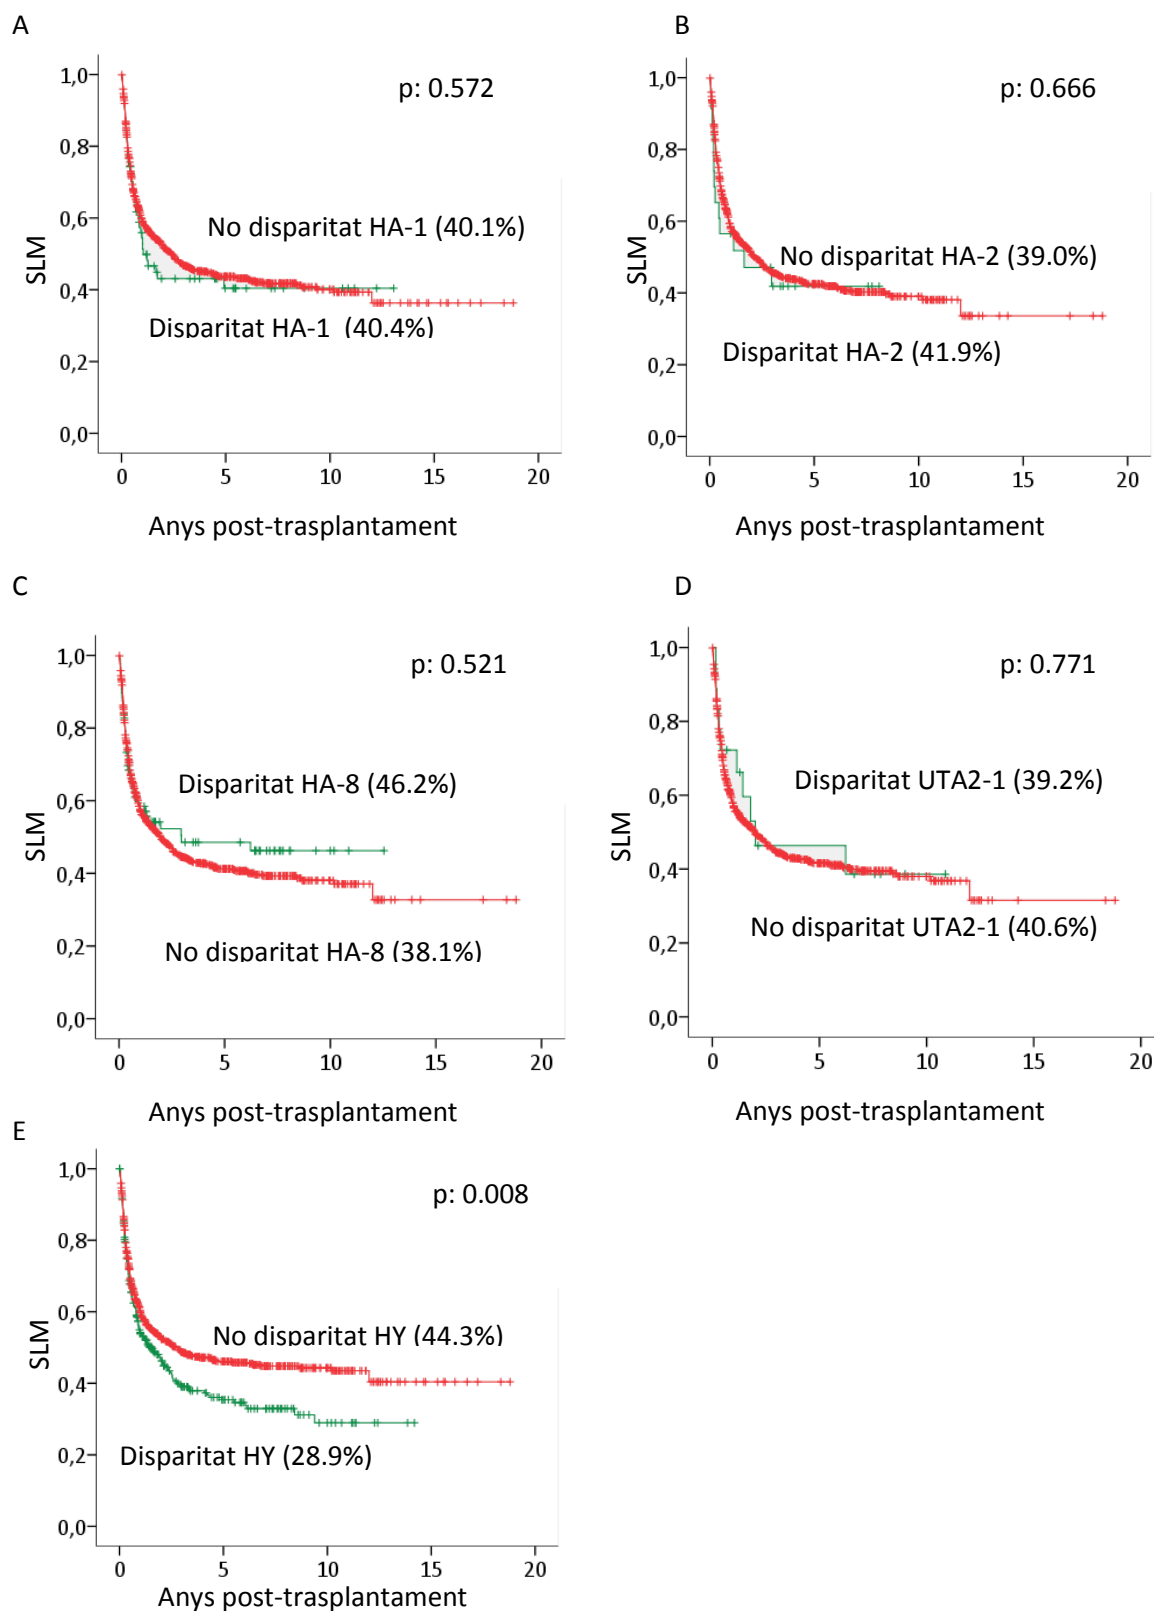 A
SLM
1,0
0,8
0,6
0,4
0,2
0,0
p: 0.572
No disparitat HA-1 (40.1%)
Disparitat HA-1 (40.4%)
0 5 10 15 20
Anys post-trasplantament
B
SLM
1,0
0,8
0,6
0,4
0,2
0,0
p: 0.666
No disparitat HA-2 (39.0%)
Disparitat HA-2 (41.9%)
0 5 10 15 20
Anys post-trasplantament
C
SLM
1,0
0,8
0,6
0,4
0,2
0,0
p: 0.521
Disparitat HA-8 (46.2%)
No disparitat HA-8 (38.1%)
0 5 10 15 20
Anys post-trasplantament
D
SLM
1,0
0,8
0,6
0,4
0,2
0,0
p: 0.771
Disparitat UTA2-1 (39.2%)
No disparitat UTA2-1 (40.6%)
0 5 10 15 20
Anys post-trasplantament
E
SLM
1,0
0,8
0,6
0,4
0,2
0,0
p: 0.008
No disparitat HY (44.3%)
Disparitat HY (28.9%)
0 5 10 15 20
Anys post-trasplantament